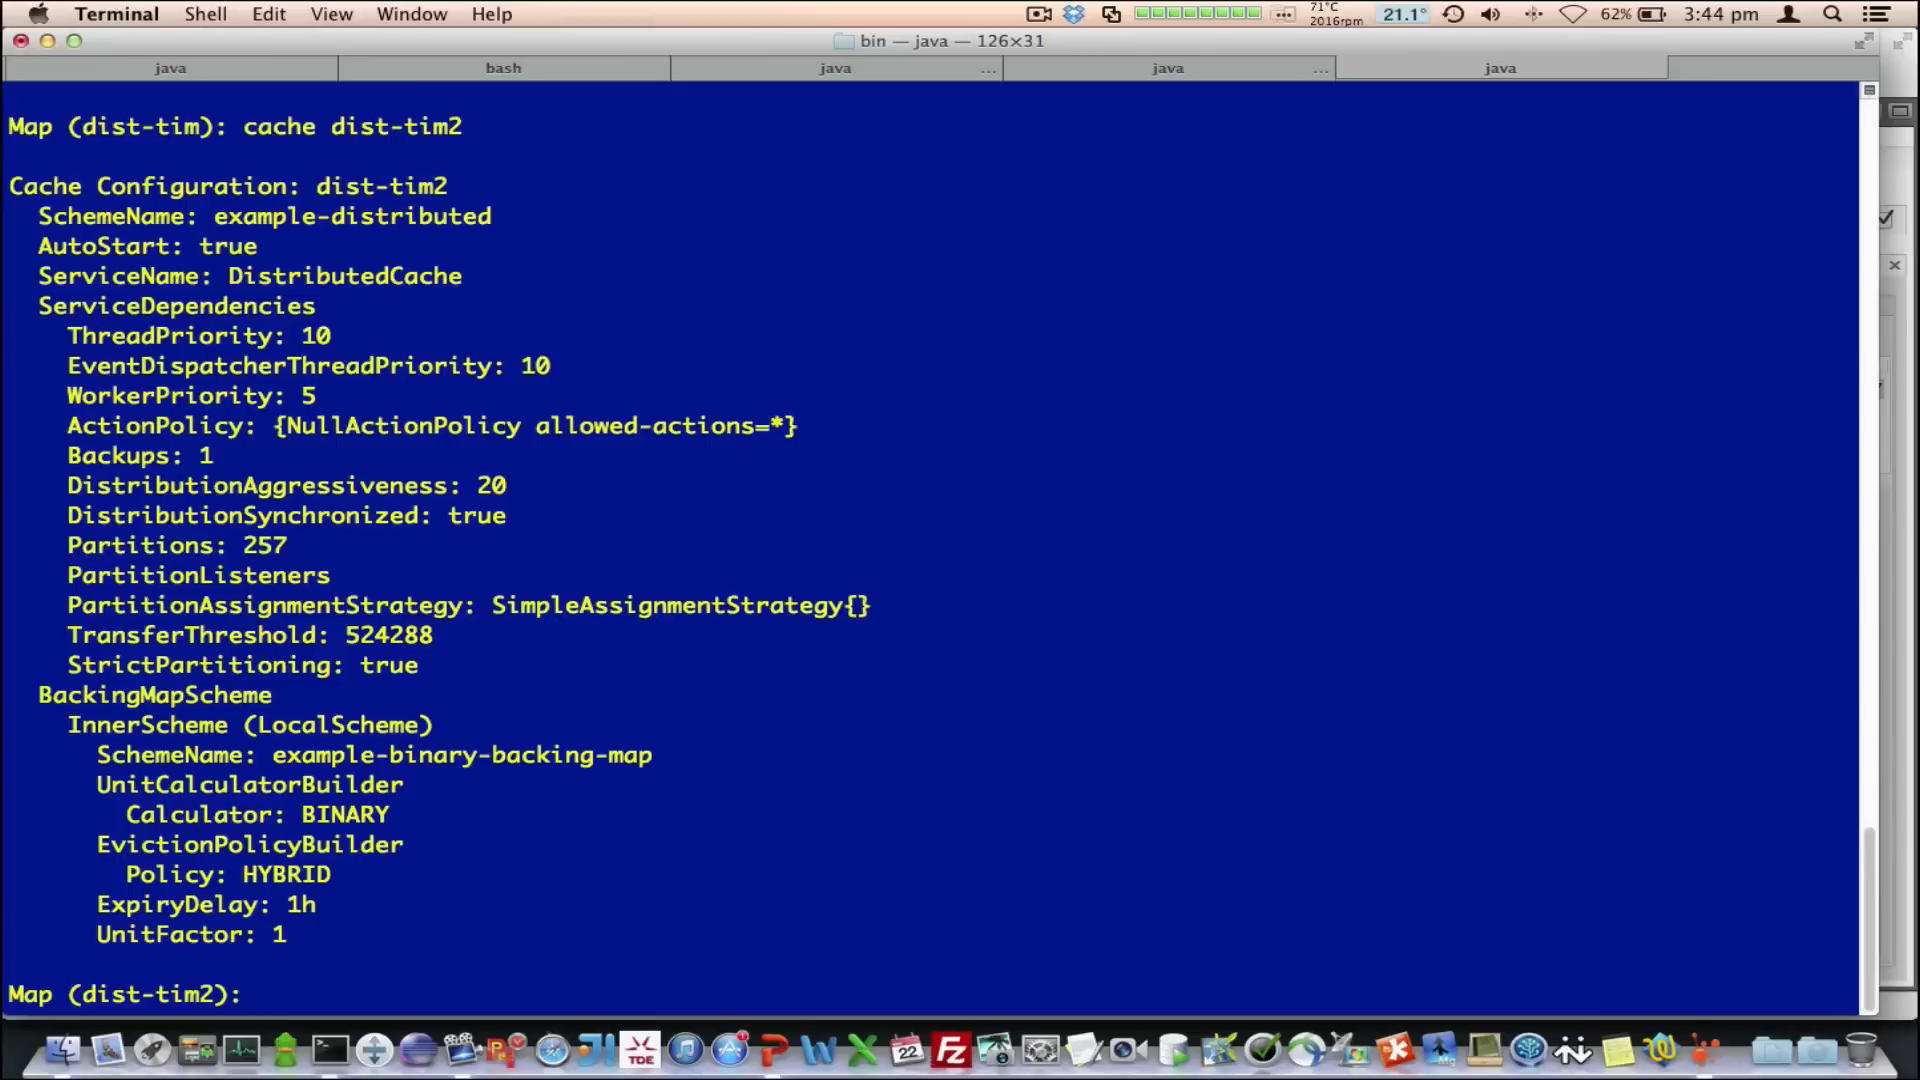 Terminal Shell Edit View Window Help
71°C
2016rpm
21.1°
62%
3:44 pm
bin — java — 126×31
java bash java ... java ... java
Map (dist-tim): cache dist-tim2
Cache Configuration: dist-tim2
SchemeName: example-distributed
AutoStart: true
ServiceName: DistributedCache
ServiceDependencies
ThreadPriority: 10
EventDispatcherThreadPriority: 10
WorkerPriority: 5
ActionPolicy: {NullActionPolicy allowed-actions=*}
Backups: 1
DistributionAggressiveness: 20
DistributionSynchronized: true
Partitions: 257
PartitionListeners
PartitionAssignmentStrategy: SimpleAssignmentStrategy{}
TransferThreshold: 524288
StrictPartitioning: true
BackingMapScheme
InnerScheme (LocalScheme)
SchemeName: example-binary-backing-map
UnitCalculatorBuilder
Calculator: BINARY
EvictionPolicyBuilder
Policy: HYBRID
ExpiryDelay: 1h
UnitFactor: 1
Map (dist-tim2):
TDE
22
FZ